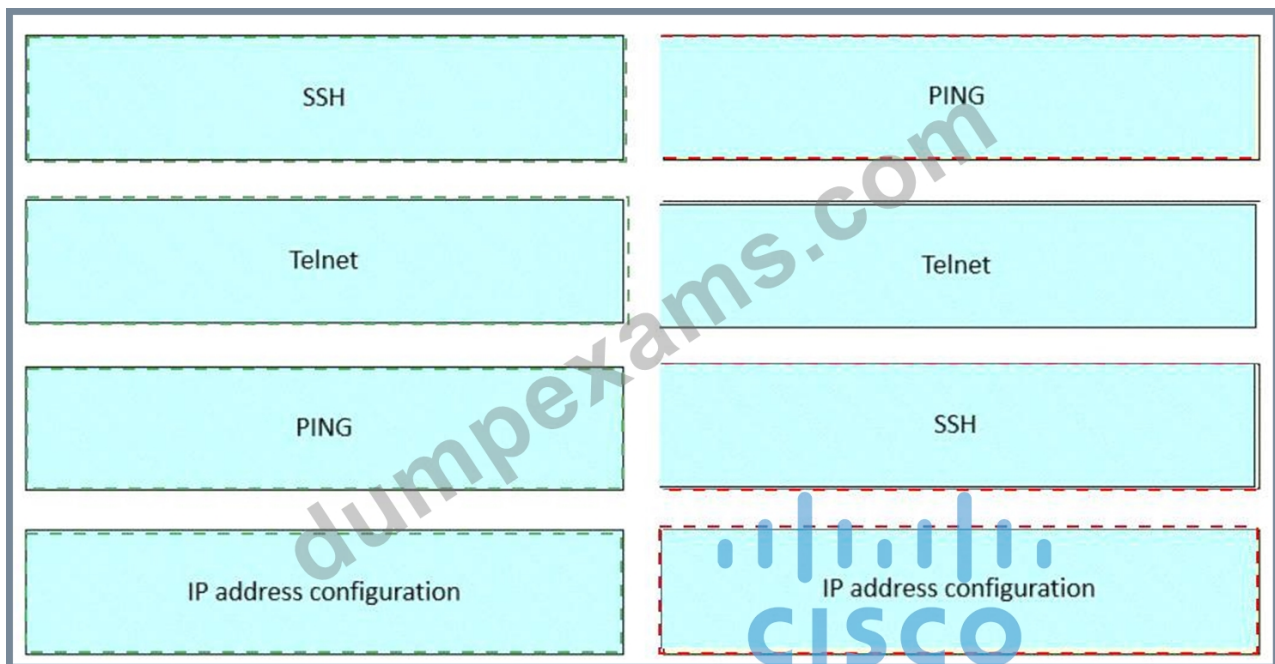 SSH
PING
Telnet
Telnet
PING
SSH
IP address configuration
IP address configuration
dumpexams.com
CISCO